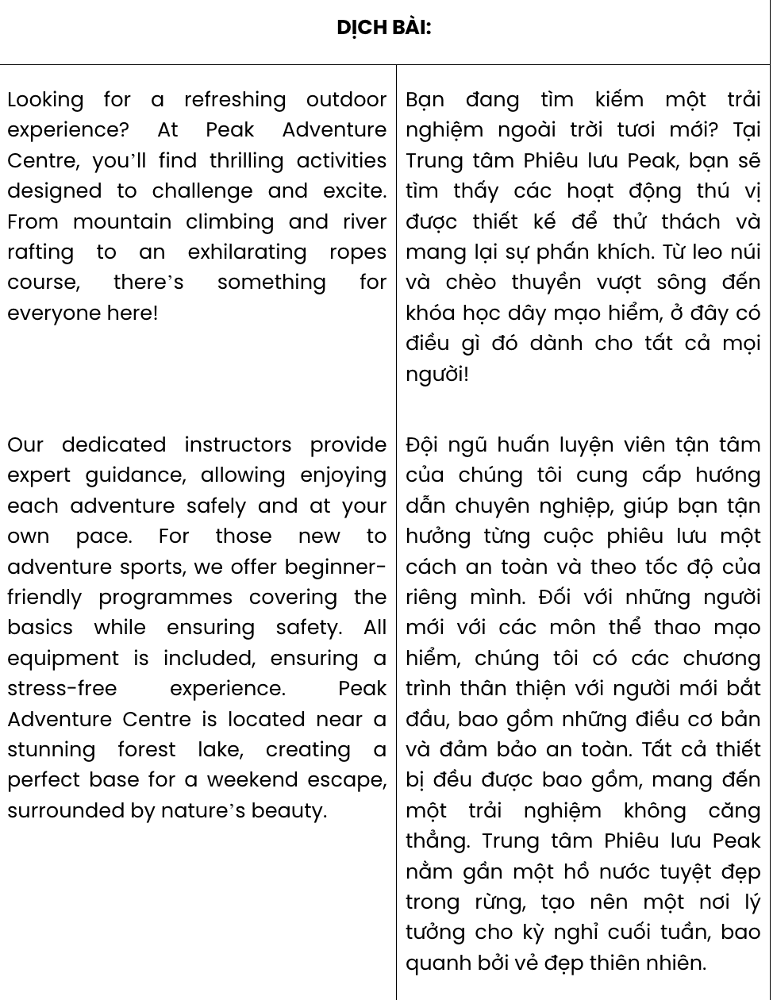 DỊCH BÀI:
Looking for a refreshing outdoor
experience? At Peak Adventure
Centre, you’ll find thrilling activities
designed to challenge and excite.
From mountain climbing and river
rafting to an exhilarating ropes
course, there’s something for
everyone here!
Bạn đang tìm kiếm một trải
nghiệm ngoài trời tươi mới? Tại
Trung tâm Phiêu lưu Peak, bạn sẽ
tìm thấy các hoạt động thú vị
được thiết kế để thử thách và
mang lại sự phấn khích. Từ leo núi
và chèo thuyền vượt sông đến
khóa học dây mạo hiểm, ở đây có
điều gì đó dành cho tất cả mọi
người!
Our dedicated instructors provide
expert guidance, allowing enjoying
each adventure safely and at your
own pace. For those new to
adventure sports, we offer beginner-
friendly programmes covering the
basics while ensuring safety. All
equipment is included, ensuring a
stress-free experience. Peak
Adventure Centre is located near a
stunning forest lake, creating a
perfect base for a weekend escape,
surrounded by nature’s beauty.
Đội ngũ huấn luyện viên tận tâm
của chúng tôi cung cấp hướng
dẫn chuyên nghiệp, giúp bạn tận
hưởng từng cuộc phiêu lưu một
cách an toàn và theo tốc độ của
riêng mình. Đối với những người
mới với các môn thể thao mạo
hiểm, chúng tôi có các chương
trình thân thiện với người mới bắt
đầu, bao gồm những điều cơ bản
và đảm bảo an toàn. Tất cả thiết
bị đều được bao gồm, mang đến
một trải nghiệm không căng
thẳng. Trung tâm Phiêu lưu Peak
nằm gần một hồ nước tuyệt đẹp
trong rừng, tạo nên một nơi lý
tưởng cho kỳ nghỉ cuối tuần, bao
quanh bởi vẻ đẹp thiên nhiên.